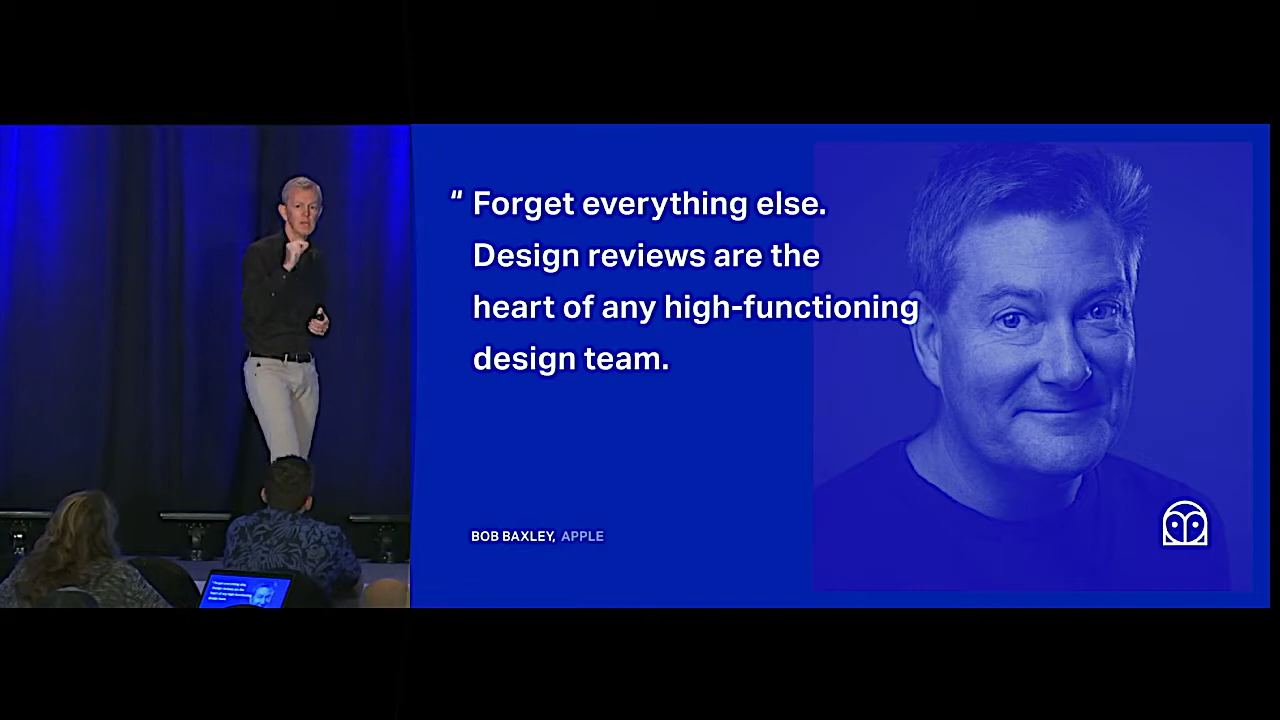 “ Forget everything else.
Design reviews are the
heart of any high-functioning
design team.
BOB BAXLEY, APPLE